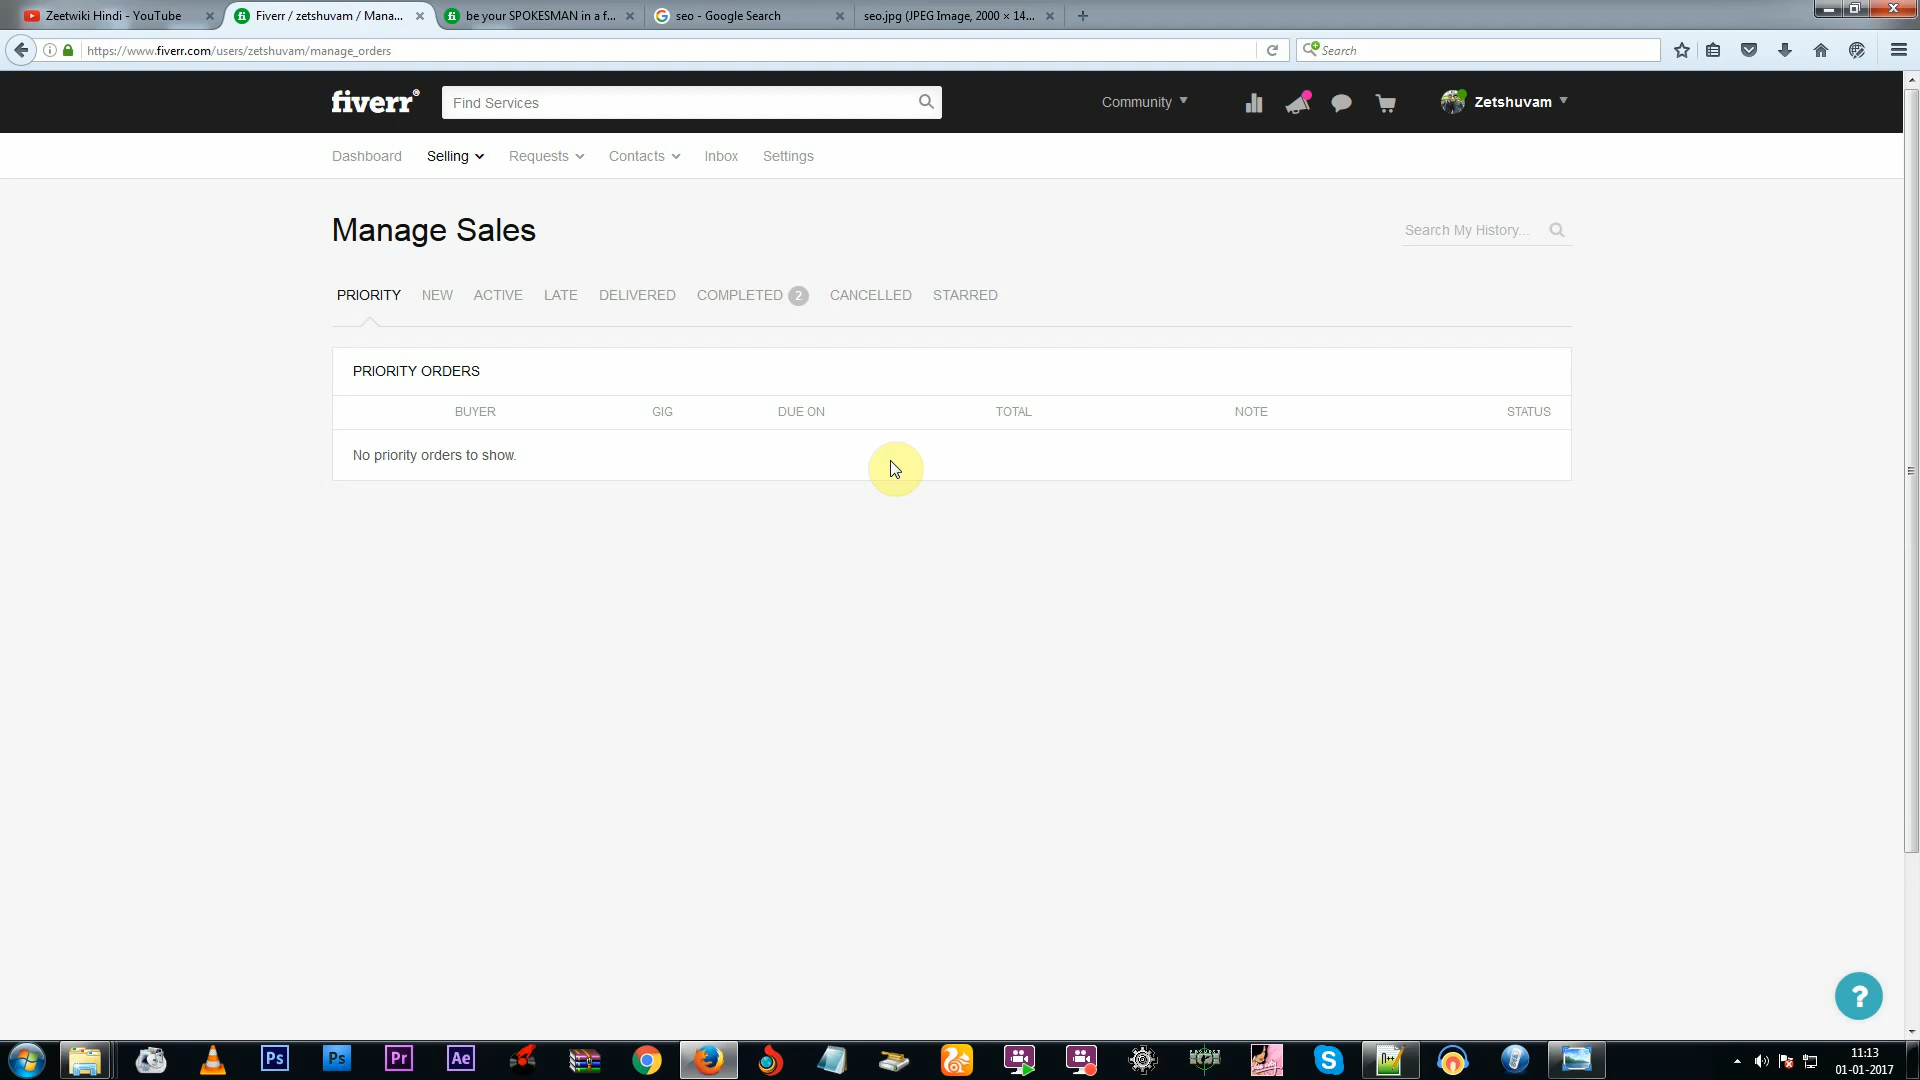 Zeetwiki Hindi - YouTube
Fiverr / zetshuvam / Mana...
be your SPOKESMAN in a f...
seo - Google Search
seo.jpg (JPEG Image, 2000 × 14...
https://www.fiverr.com/users/zetshuvam/manage_orders
Search
fiverr®
Find Services
Community
Zetshuvam
Dashboard
Selling
Requests
Contacts
Inbox
Settings
Manage Sales
Search My History...
PRIORITY
NEW
ACTIVE
LATE
DELIVERED
COMPLETED 2
CANCELLED
STARRED
PRIORITY ORDERS
BUYER
GIG
DUE ON
TOTAL
NOTE
STATUS
No priority orders to show.
?
Ps
Ps
Pr
Ae
11:13
01-01-2017